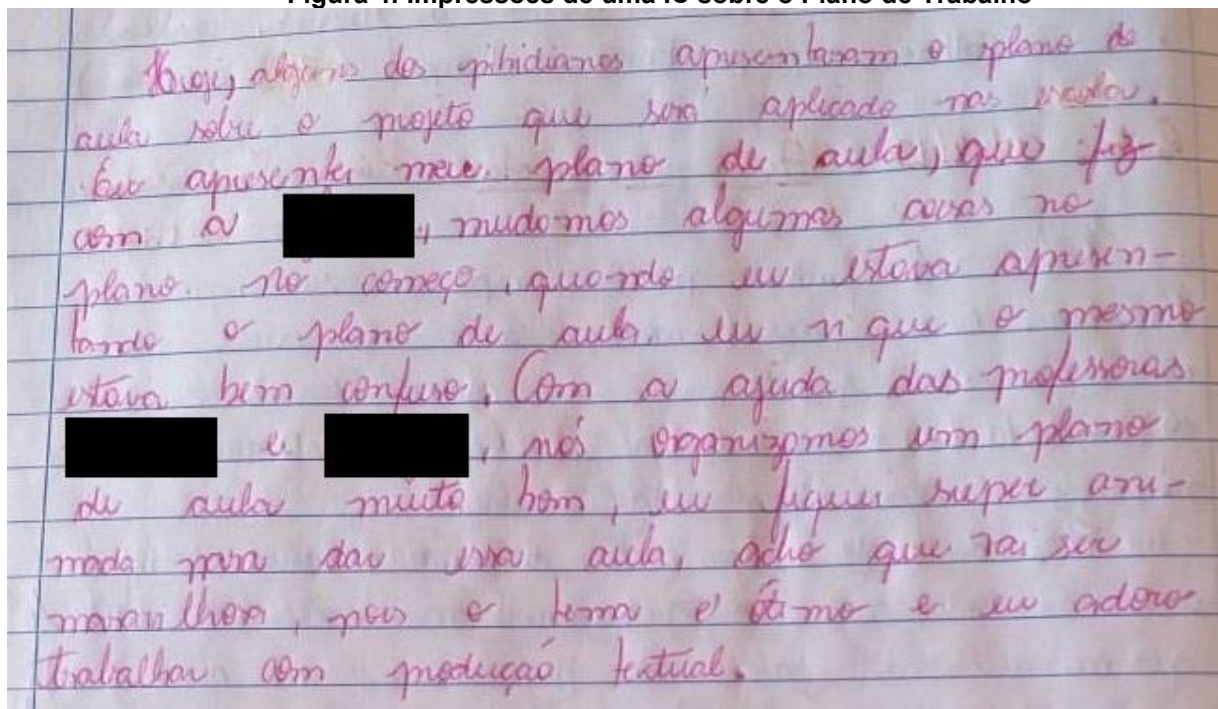 Figura 4: Impressões de uma IS sobre o Plano de Trabalho
Hoje, alguns dos pibidianos apresentaram o plano de
aula sobre o projeto que será aplicado nas escolas.
Eu apresentei meu plano de aula, que fiz
com a , mudamos algumas coisas no
plano. No começo, quando eu estava apresen-
tando o plano de aula, eu vi que o mesmo
estava bem confuso. Com a ajuda das professoras
e , nós organizamos um plano
de aula muito bom, eu fiquei super ani-
mada para dar essa aula, acho que vai ser
maravilhosa, pois o tema é ótimo e eu adoro
trabalhar com produção textual.